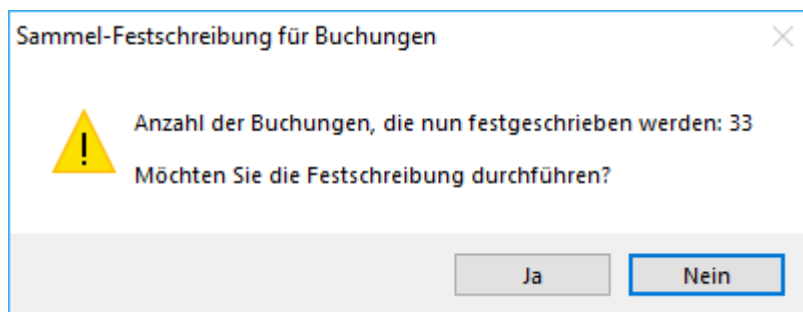 Sammel-Festschreibung für Buchungen
Anzahl der Buchungen, die nun festgeschrieben werden: 33
Möchten Sie die Festschreibung durchführen?
Ja
Nein